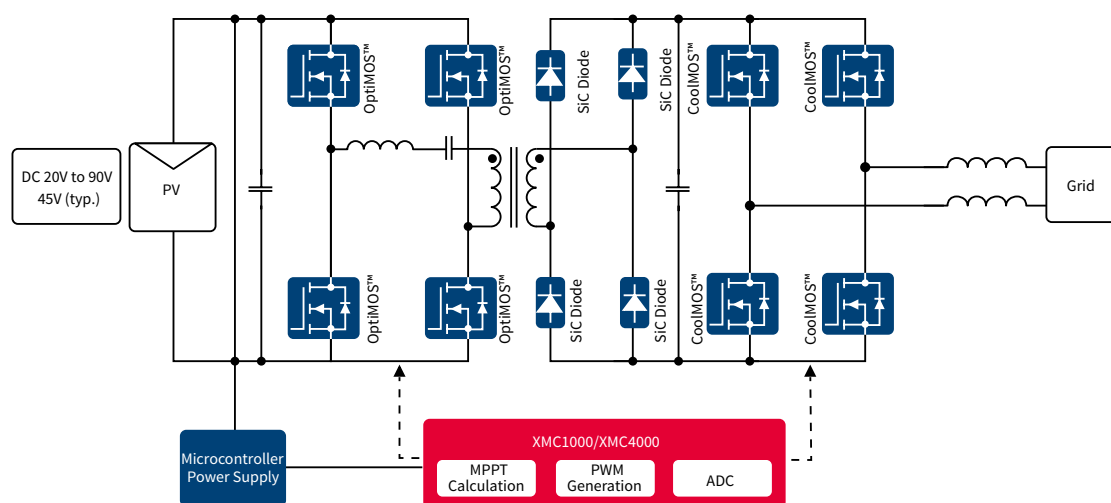 OptiMOS™
OptiMOS™
SiC Diode
SiC Diode
CoolMOS™
CoolMOS™
DC 20V to 90V
45V (typ.)
PV
Grid
OptiMOS™
OptiMOS™
SiC Diode
SiC Diode
CoolMOS™
CoolMOS™
Microcontroller
Power Supply
XMC1000/XMC4000
MPPT
Calculation
PWM
Generation
ADC